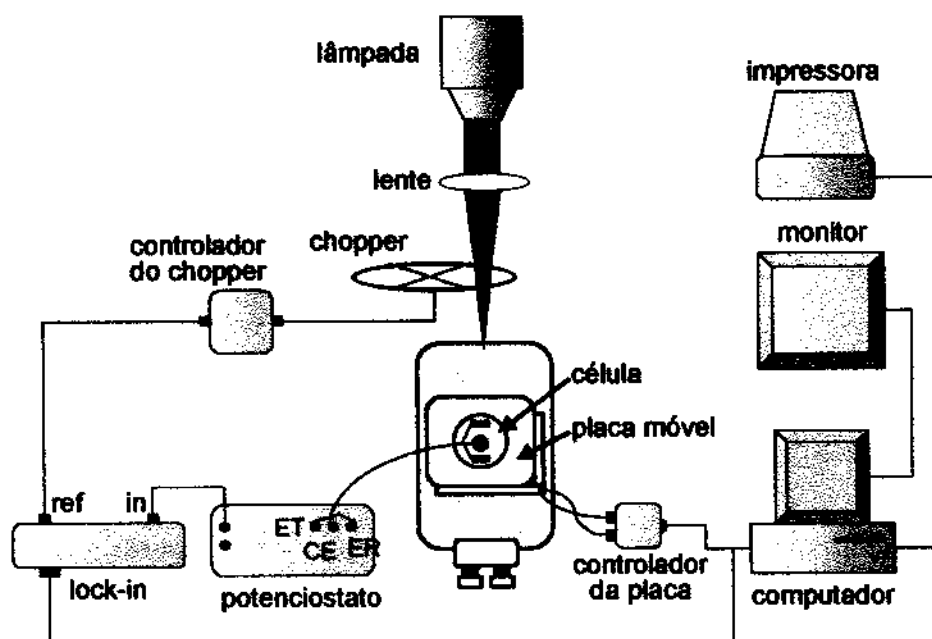 lâmpada
impressora
lente
controlador
do chopper
chopper
monitor
célula
placa móvel
ref
in
ET
CE
ER
lock-in
potenciostato
controlador
da placa
computador